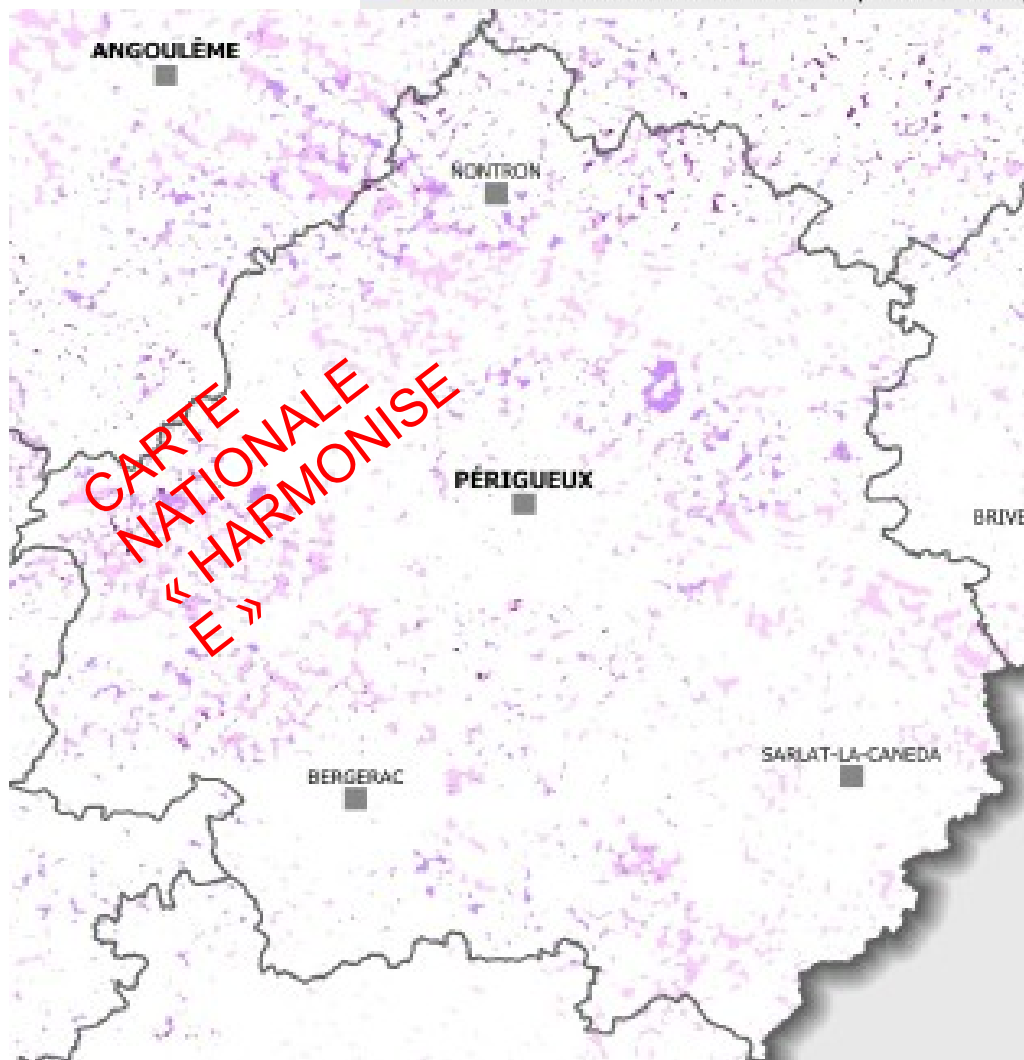 ANGOULÊME
NONTRON
CARTE
NATIONALE
« HARMONISE
E »
PÉRIGUEUX
BRIVE
SARLAT-LA-CANEDA
BERGERAC